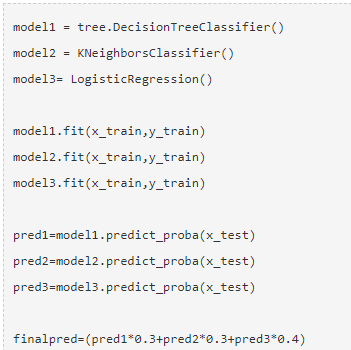 model1 = tree.DecisionTreeClassifier()
model2 = KNeighborsClassifier()
model3= LogisticRegression()
model1.fit(x_train,y_train)
model2.fit(x_train,y_train)
model3.fit(x_train,y_train)
pred1=model1.predict_proba(x_test)
pred2=model2.predict_proba(x_test)
pred3=model3.predict_proba(x_test)
finalpred=(pred1*0.3+pred2*0.3+pred3*0.4)